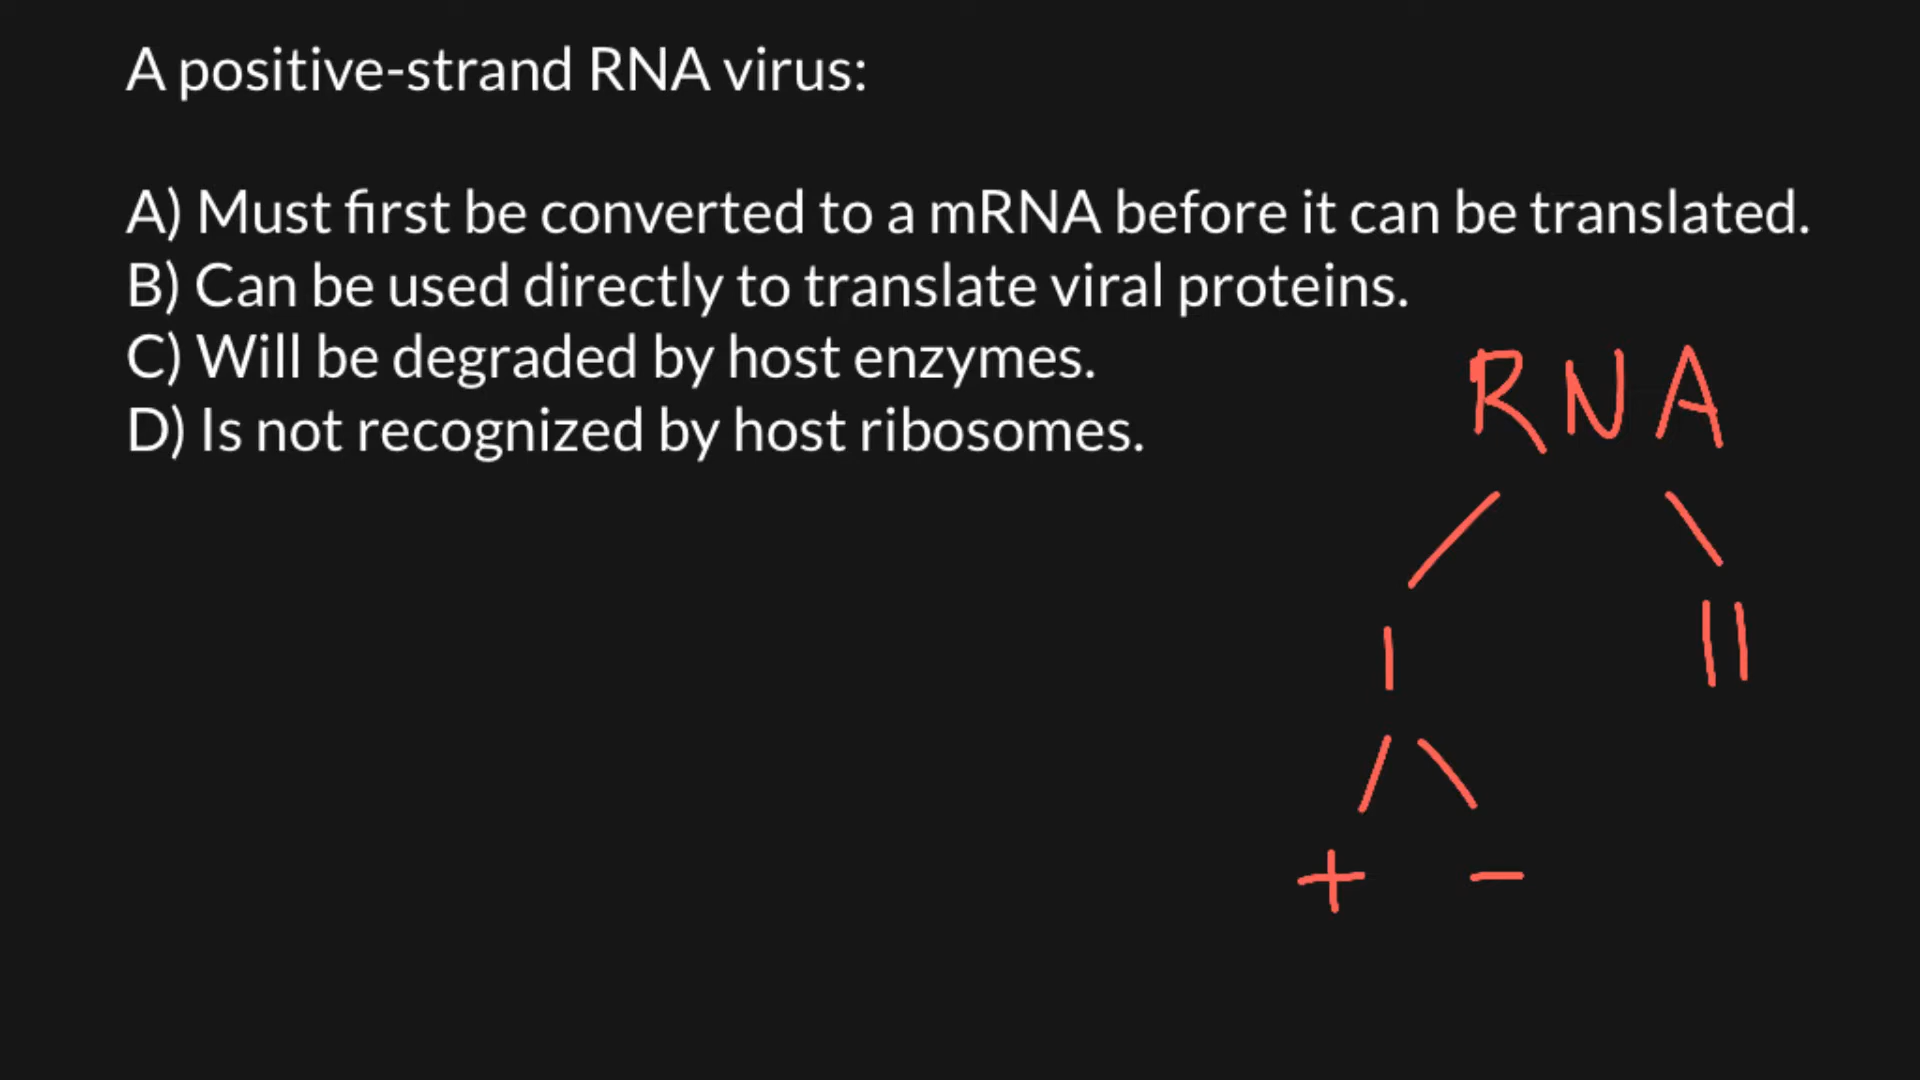 A positive-strand RNA virus:
A) Must first be converted to a mRNA before it can be translated.
B) Can be used directly to translate viral proteins.
C) Will be degraded by host enzymes.
D) Is not recognized by host ribosomes.
RNA
+ -